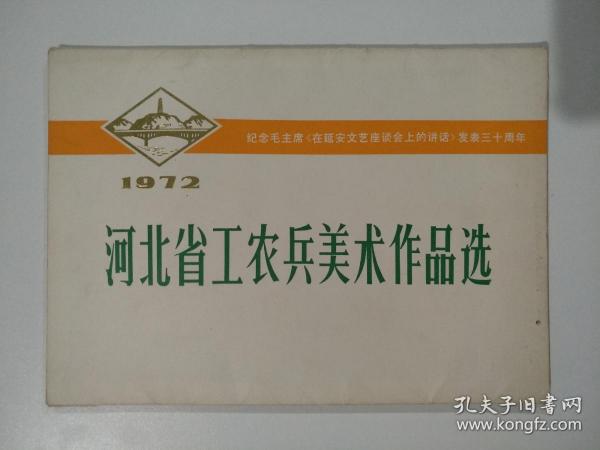 纪念毛主席《在延安文艺座谈会上的讲话》发表三十周年
1972
河北省工农兵美术作品选
孔夫子旧书网
www.kongfz.com